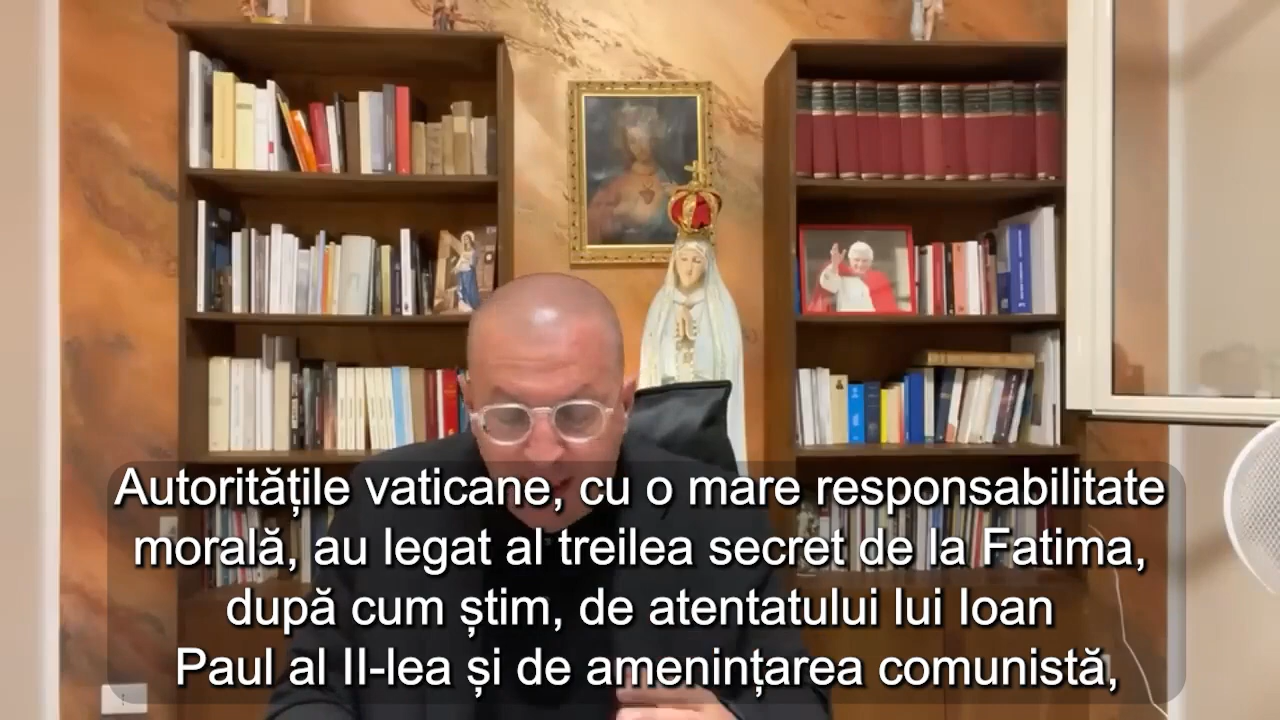 Autoritățile vaticane, cu o mare responsabilitate
morală, au legat al treilea secret de la Fatima,
după cum știm, de atentatului lui Ioan
Paul al II-lea și de amenințarea comunistă,